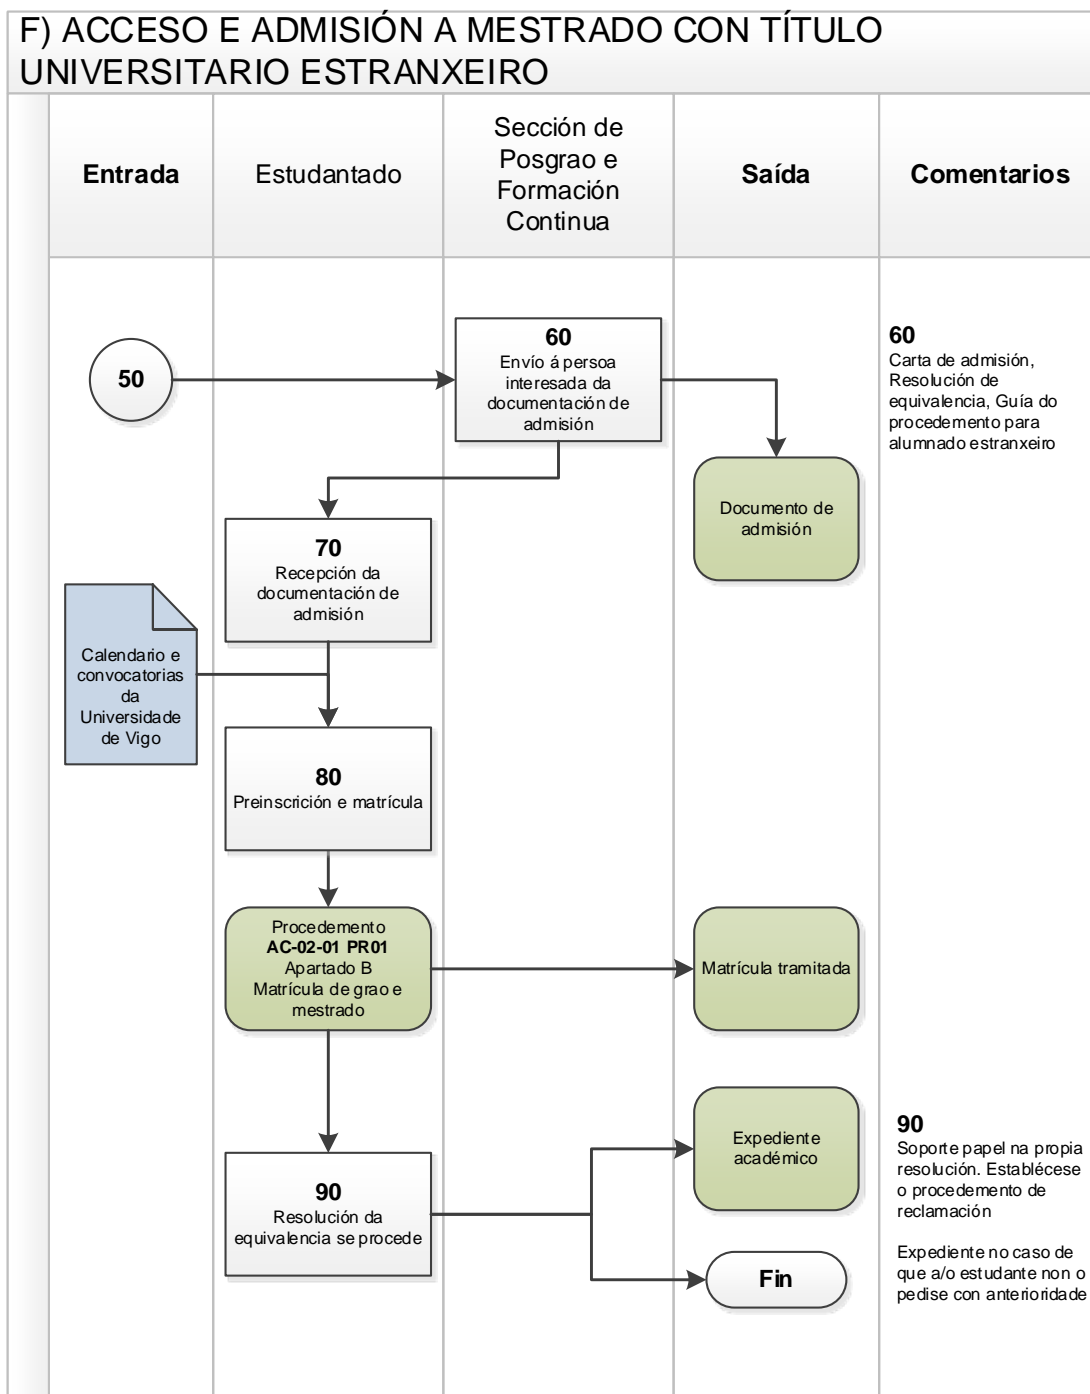 F) ACCESO E ADMISIÓN A MESTRADO CON TÍTULO
UNIVERSITARIO ESTRANXEIRO
Entrada
Estudantado
Sección de
Posgrao e
Formación
Continua
Saída
Comentarios
50
60
Envío á persoa
interesada da
documentación de
admisión
60
Carta de admisión,
Resolución de
equivalencia, Guía do
procedemento para
alumnado estranxeiro
Documento de
admisión
70
Recepción da
documentación de
admisión
Calendario e
convocatorias
da
Universidade
de Vigo
80
Preinscrición e matrícula
Procedemento
AC-02-01 PR01
Apartado B
Matrícula de grao e
mestrado
Matrícula tramitada
Expediente
académico
90
Resolución da
equivalencia se procede
90
Soporte papel na propia
resolución. Establécese
o procedemento de
reclamación
Expediente no caso de
que a/o estudante non o
pedise con anterioridade
Fin